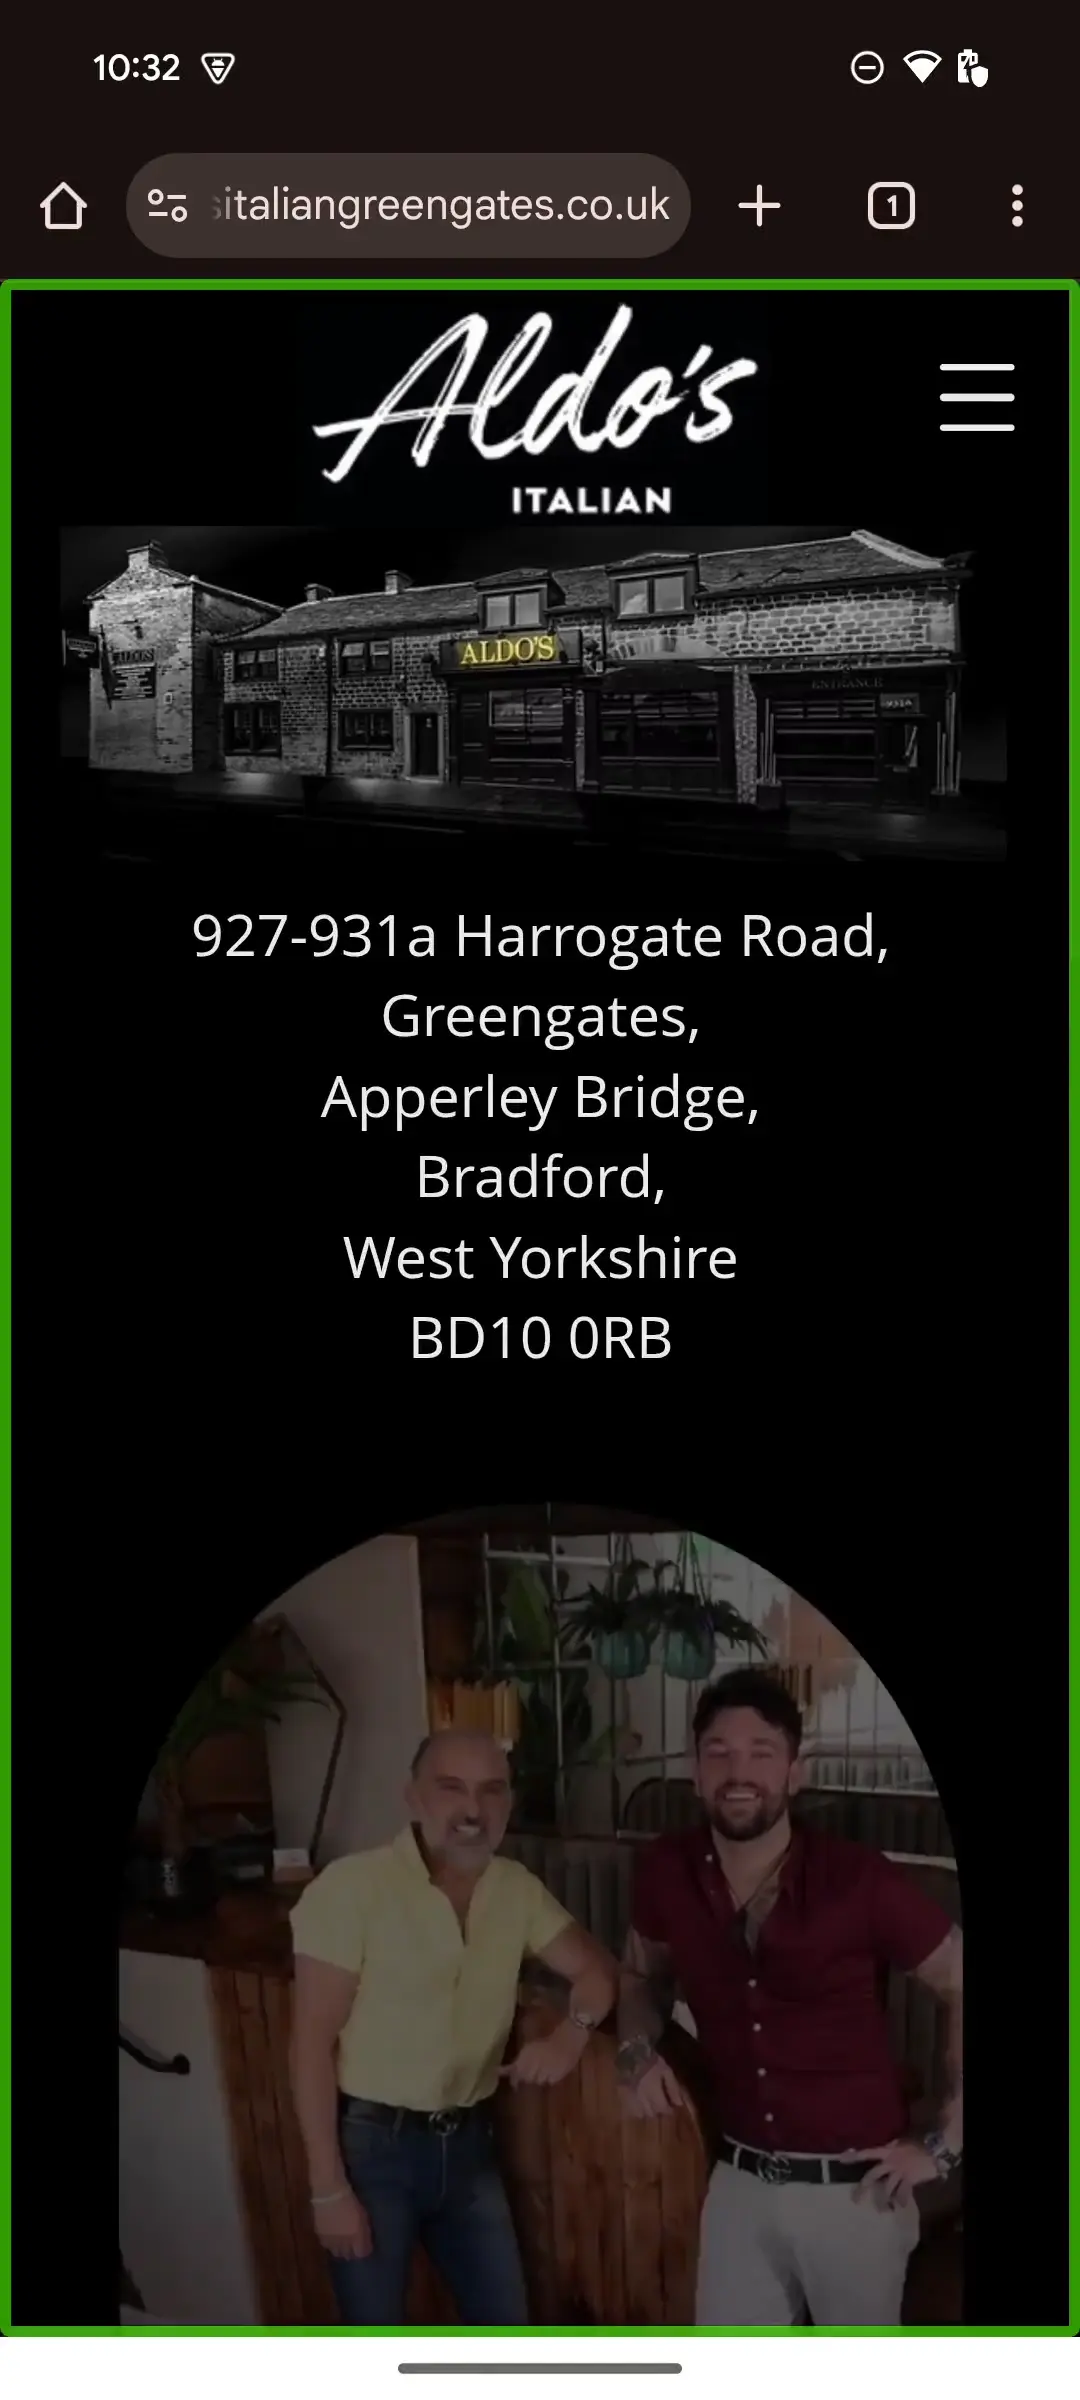 10:32
italiangreengates.co.uk
1
Aldo's
ITALIAN
ALDO'S
ENTRANCE
927-931a Harrogate Road,
Greengates,
Apperley Bridge,
Bradford,
West Yorkshire
BD10 0RB